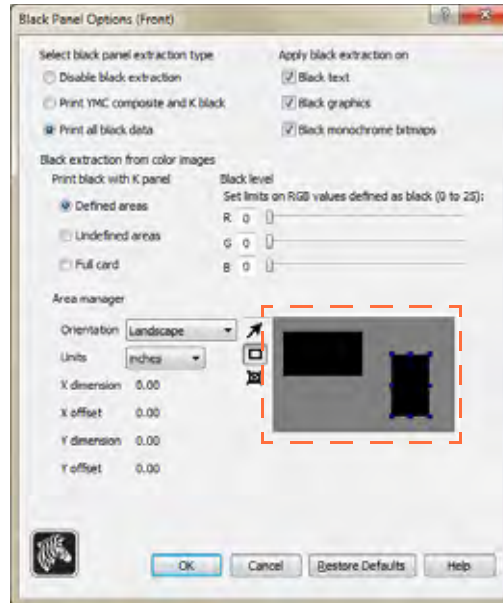 Black Panel Options (Front)
Select black panel extraction type
Disable black extraction
Print YMC composite and K black
Print all black data
Apply black extraction on
Black text
Black graphics
Black monochrome bitmaps
Black extraction from color images
Print black with K panel
Defined areas
Undefined areas
Full card
Black level
Set limits on RGB values defined as black (0 to 25):
R 0
G 0
B 0
Area manager
Orientation Landscape
Units inches
X dimension 0.00
X offset 0.00
Y dimension 0.00
Y offset 0.00
OK Cancel Restore Defaults Help